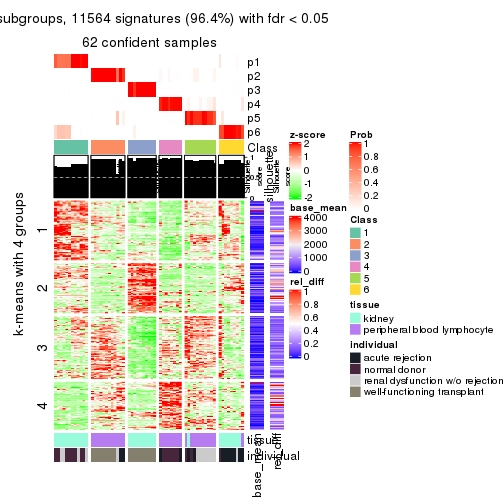 subgroups, 11564 signatures (96.4%) with fdr < 0.05
62 confident samples
p1
p2
p3
p4
p5
p6
Class
silhouette
1
2
3
4
k-means with 4 groups
tissue
individual
base_mean
rel_diff
z-score
2
1
0
-1
-2
base_mean
4000
3000
2000
1000
0
rel_diff
1
0.8
0.6
0.4
0.2
0
Prob
1
0.8
0.6
0.4
0.2
0
Class
1
2
3
4
5
6
tissue
kidney
peripheral blood lymphocyte
individual
acute rejection
normal donor
renal dysfunction w/o rejection
well-functioning transplant